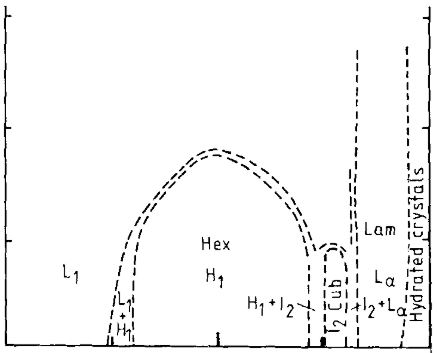 L₁
L₁
+
H₁
Hex
H₁
H₁+I₂
I₂ Cub
I₂+Lα
Lam
Lα
Hydrated crystals